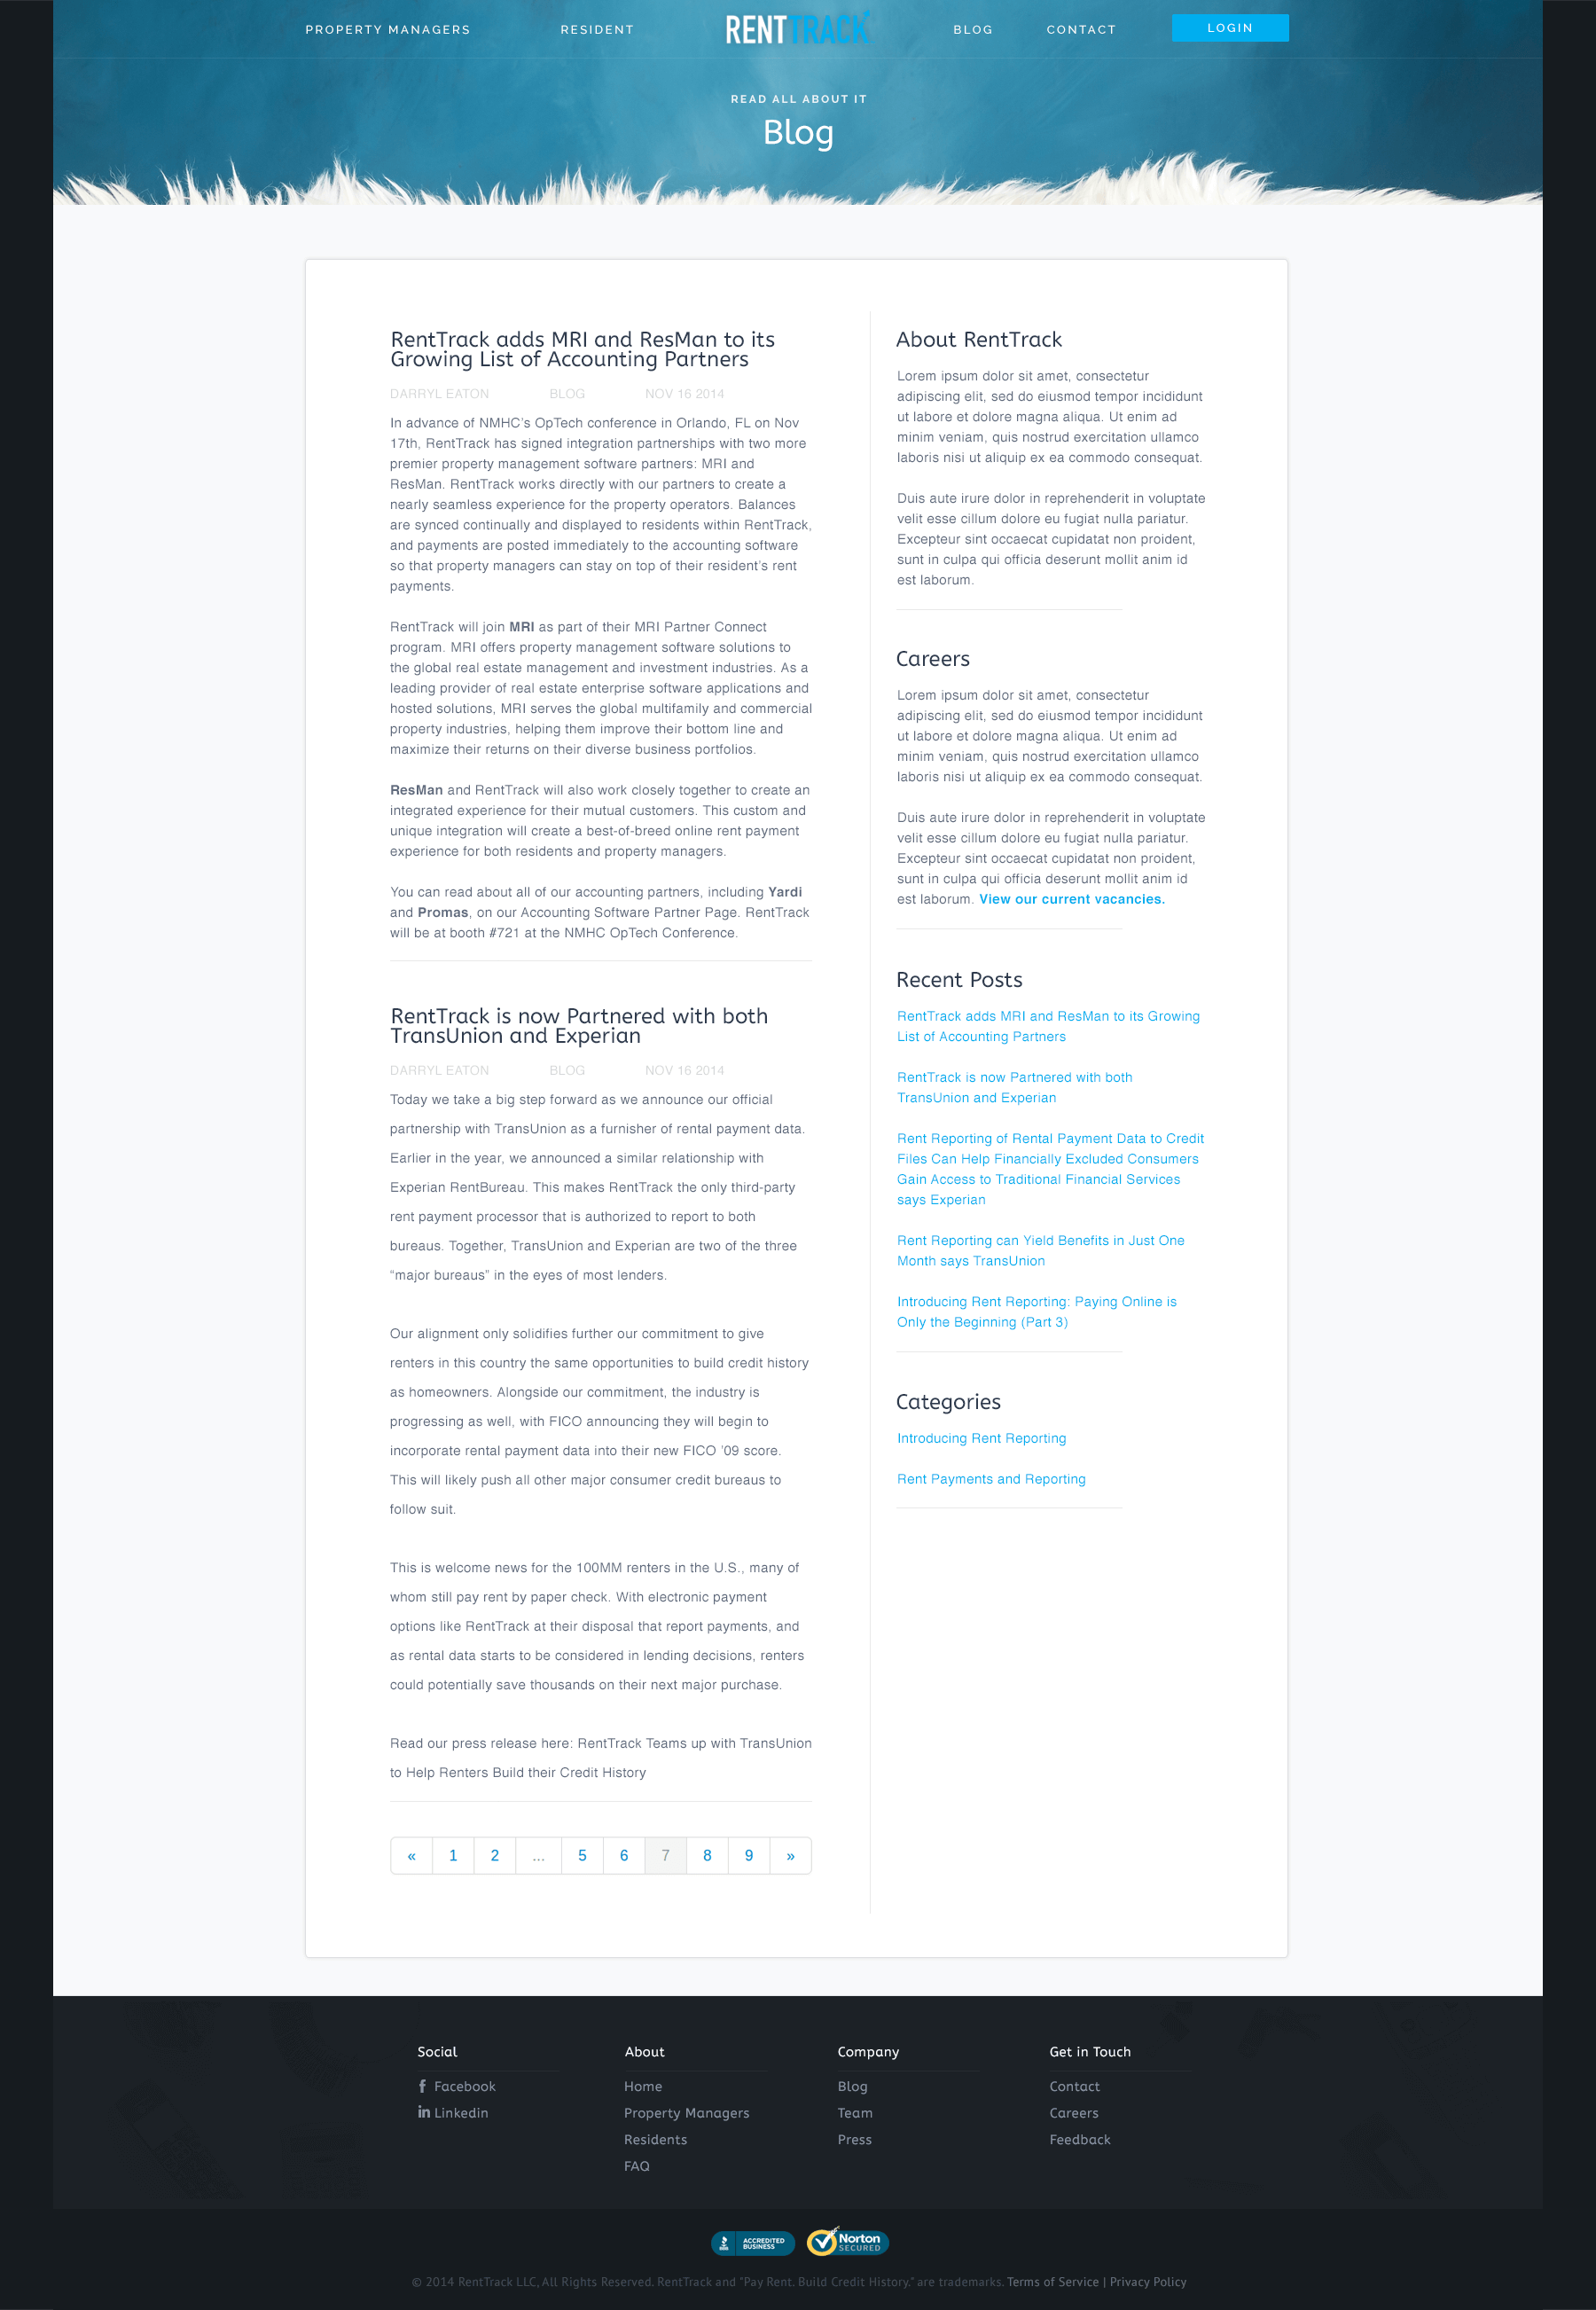 PROPERTY MANAGERS
RESIDENT
RENTTRACK
BLOG
CONTACT
LOGIN
READ ALL ABOUT IT
Blog
RentTrack adds MRI and ResMan to its
Growing List of Accounting Partners
DARRYL EATON BLOG NOV 16 2014
In advance of NMHC’s OpTech conference in Orlando, FL on Nov
17th, RentTrack has signed integration partnerships with two more
premier property management software partners: MRI and
ResMan. RentTrack works directly with our partners to create a
nearly seamless experience for the property operators. Balances
are synced continually and displayed to residents within RentTrack,
and payments are posted immediately to the accounting software
so that property managers can stay on top of their resident’s rent
payments.
RentTrack will join MRI as part of their MRI Partner Connect
program. MRI offers property management software solutions to
the global real estate management and investment industries. As a
leading provider of real estate enterprise software applications and
hosted solutions, MRI serves the global multifamily and commercial
property industries, helping them improve their bottom line and
maximize their returns on their diverse business portfolios.
ResMan and RentTrack will also work closely together to create an
integrated experience for their mutual customers. This custom and
unique integration will create a best-of-breed online rent payment
experience for both residents and property managers.
You can read about all of our accounting partners, including Yardi
and Promas, on our Accounting Software Partner Page. RentTrack
will be at booth #721 at the NMHC OpTech Conference.
RentTrack is now Partnered with both
TransUnion and Experian
DARRYL EATON BLOG NOV 16 2014
Today we take a big step forward as we announce our official
partnership with TransUnion as a furnisher of rental payment data.
Earlier in the year, we announced a similar relationship with
Experian RentBureau. This makes RentTrack the only third-party
rent payment processor that is authorized to report to both
bureaus. Together, TransUnion and Experian are two of the three
“major bureaus” in the eyes of most lenders.
Our alignment only solidifies further our commitment to give
renters in this country the same opportunities to build credit history
as homeowners. Alongside our commitment, the industry is
progressing as well, with FICO announcing they will begin to
incorporate rental payment data into their new FICO ’09 score.
This will likely push all other major consumer credit bureaus to
follow suit.
This is welcome news for the 100MM renters in the U.S., many of
whom still pay rent by paper check. With electronic payment
options like RentTrack at their disposal that report payments, and
as rental data starts to be considered in lending decisions, renters
could potentially save thousands on their next major purchase.
Read our press release here: RentTrack Teams up with TransUnion
to Help Renters Build their Credit History
« 1 2 ... 5 6 7 8 9 »
About RentTrack
Lorem ipsum dolor sit amet, consectetur
adipiscing elit, sed do eiusmod tempor incididunt
ut labore et dolore magna aliqua. Ut enim ad
minim veniam, quis nostrud exercitation ullamco
laboris nisi ut aliquip ex ea commodo consequat.
Duis aute irure dolor in reprehenderit in voluptate
velit esse cillum dolore eu fugiat nulla pariatur.
Excepteur sint occaecat cupidatat non proident,
sunt in culpa qui officia deserunt mollit anim id
est laborum.
Careers
Lorem ipsum dolor sit amet, consectetur
adipiscing elit, sed do eiusmod tempor incididunt
ut labore et dolore magna aliqua. Ut enim ad
minim veniam, quis nostrud exercitation ullamco
laboris nisi ut aliquip ex ea commodo consequat.
Duis aute irure dolor in reprehenderit in voluptate
velit esse cillum dolore eu fugiat nulla pariatur.
Excepteur sint occaecat cupidatat non proident,
sunt in culpa qui officia deserunt mollit anim id
est laborum. View our current vacancies.
Recent Posts
RentTrack adds MRI and ResMan to its Growing
List of Accounting Partners
RentTrack is now Partnered with both
TransUnion and Experian
Rent Reporting of Rental Payment Data to Credit
Files Can Help Financially Excluded Consumers
Gain Access to Traditional Financial Services
says Experian
Rent Reporting can Yield Benefits in Just One
Month says TransUnion
Introducing Rent Reporting: Paying Online is
Only the Beginning (Part 3)
Categories
Introducing Rent Reporting
Rent Payments and Reporting
Social
Facebook
in Linkedin
About
Home
Property Managers
Residents
FAQ
Company
Blog
Team
Press
Get in Touch
Contact
Careers
Feedback
ACCREDITED
BUSINESS
Norton
SECURED
© 2014 RentTrack LLC, All Rights Reserved. RentTrack and "Pay Rent. Build Credit History." are trademarks. Terms of Service | Privacy Policy